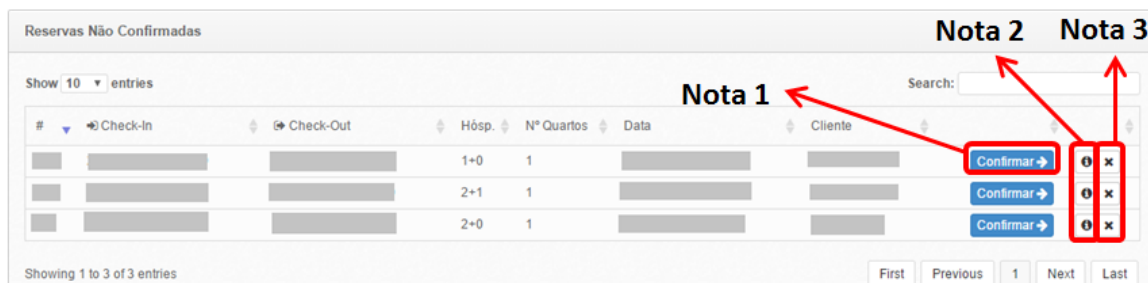 Reservas Não Confirmadas
Nota 2 Nota 3
Show 10 entries
Search:
Nota 1
# Check-In Check-Out Hòsp. Nº Quartos Data Cliente
1+0 1 Confirmar
2+1 1 Confirmar
2+0 1 Confirmar
Showing 1 to 3 of 3 entries
First Previous 1 Next Last